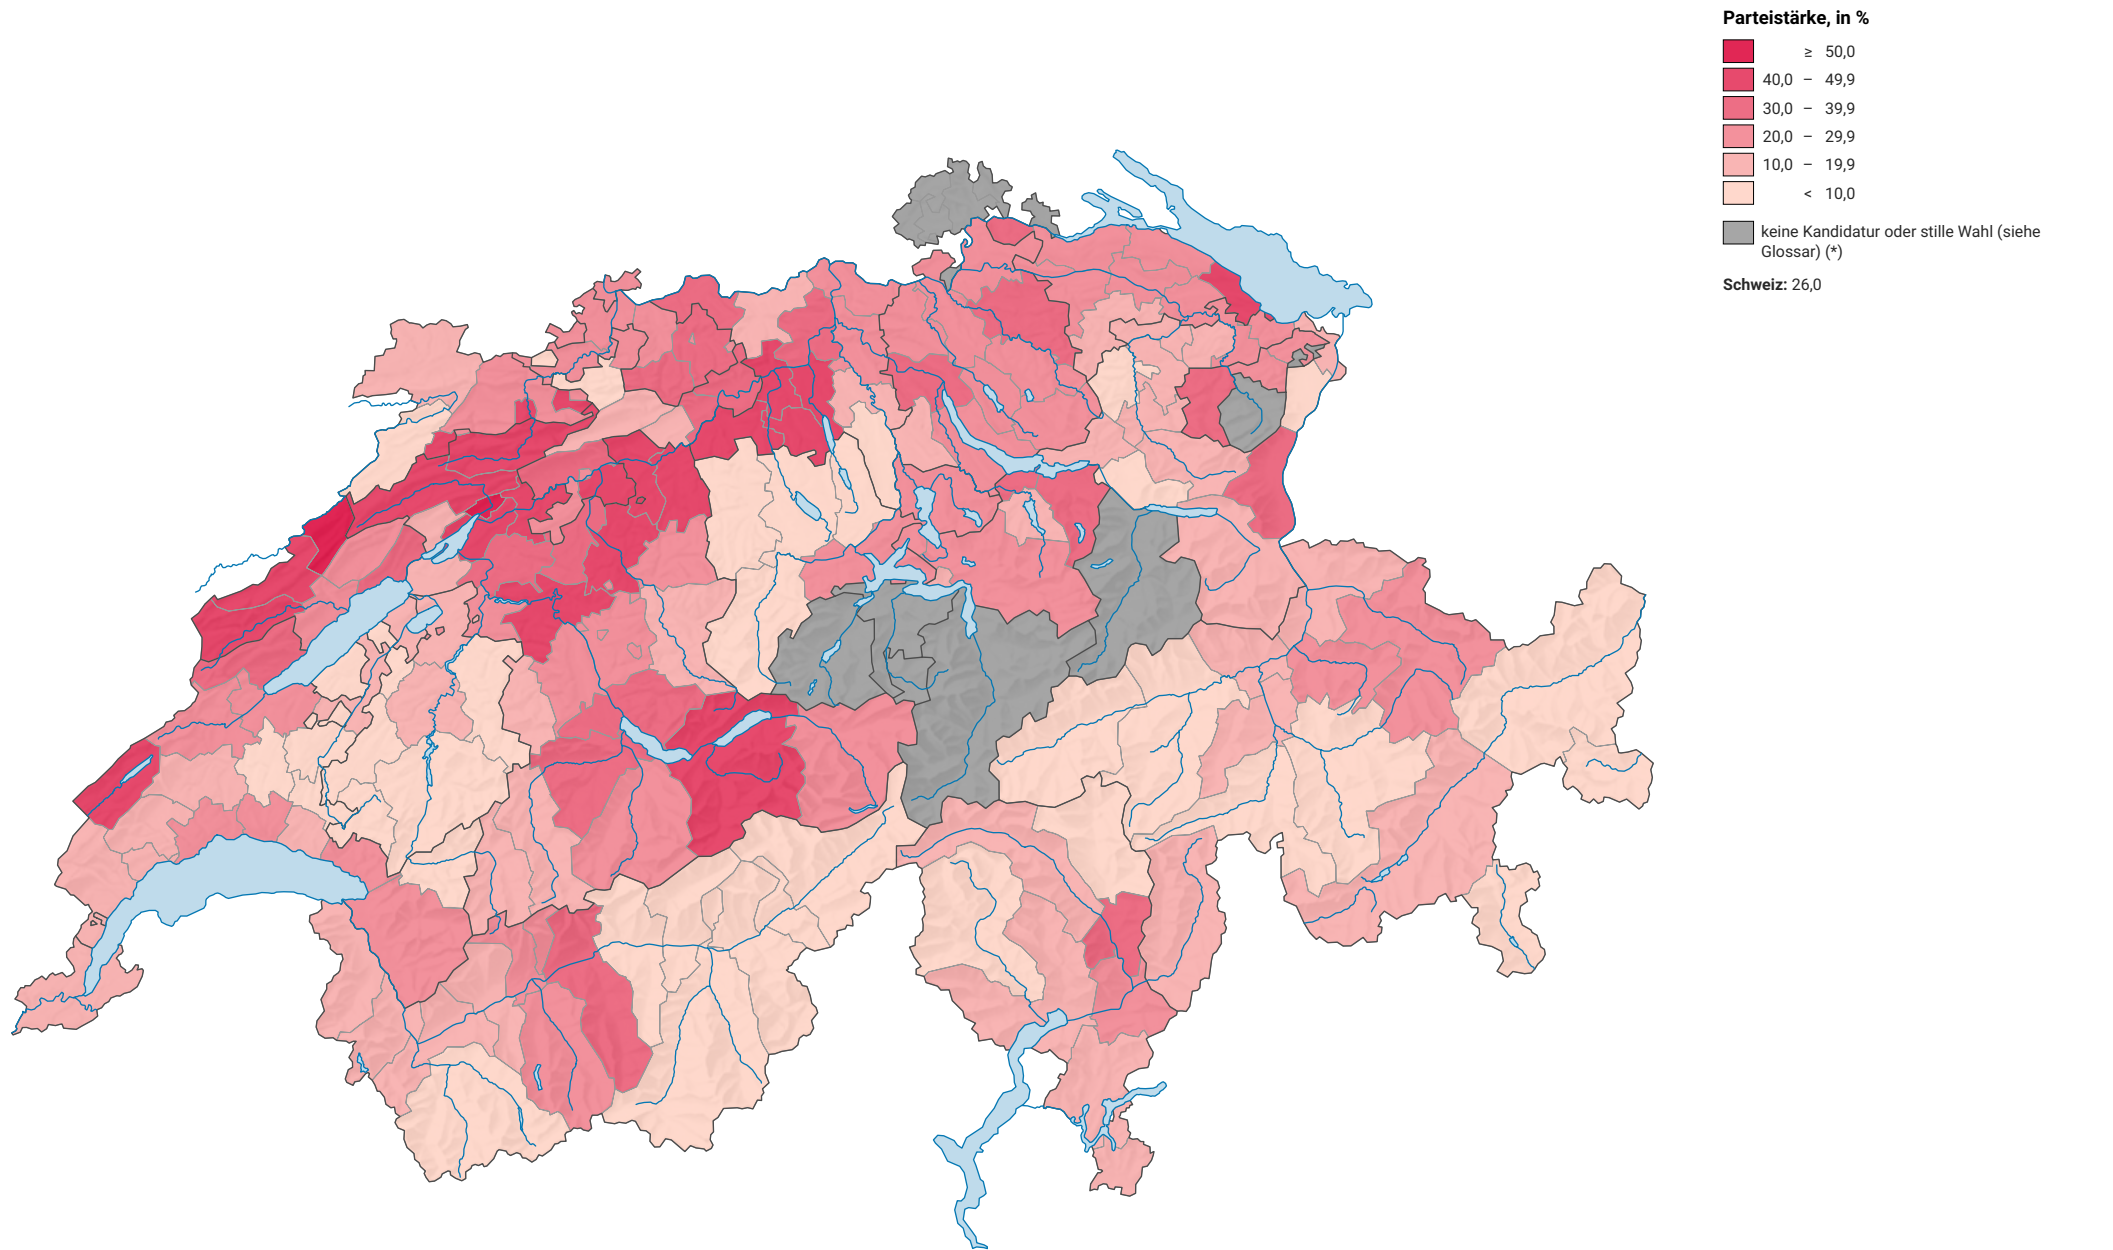 Parteistärke, in %
≥ 50,0
40,0 – 49,9
30,0 – 39,9
20,0 – 29,9
10,0 – 19,9
< 10,0
keine Kandidatur oder stille Wahl (siehe
Glossar) (*)
Schweiz: 26,0